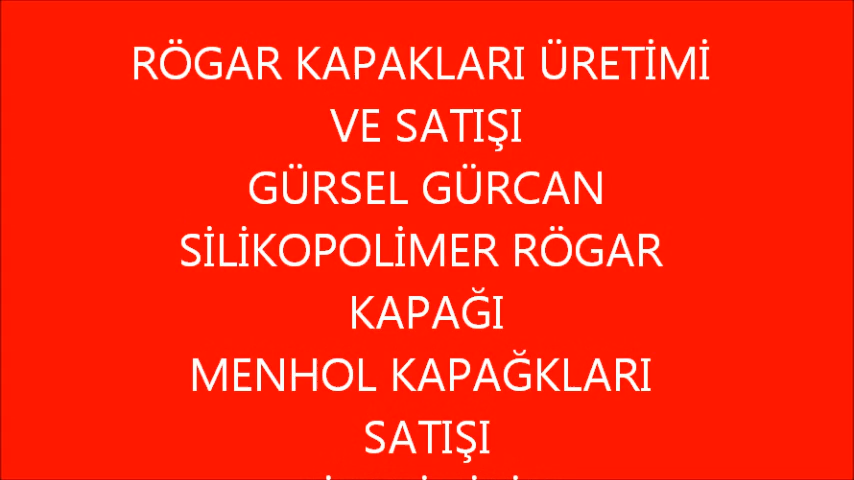 RÖGAR KAPAKLARI ÜRETİMİ
VE SATIŞI
GÜRSEL GÜRCAN
SİLİKOPOLİMER RÖGAR
KAPAĞI
MENHOL KAPAĞKLARI
SATIŞI